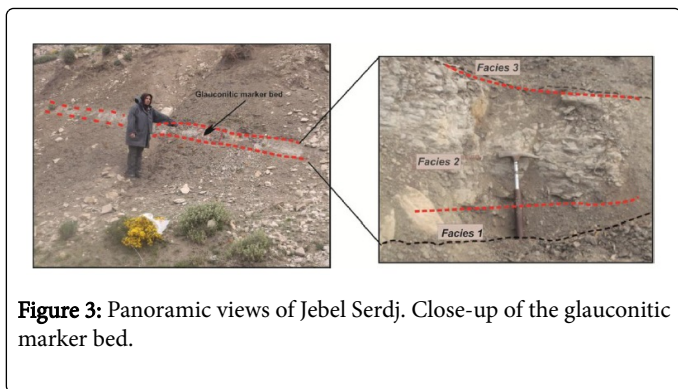 Glauconitic marker bed
Facies 3
Facies 2
Facies 1
Figure 3: Panoramic views of Jebel Serdj. Close-up of the glauconitic
marker bed.